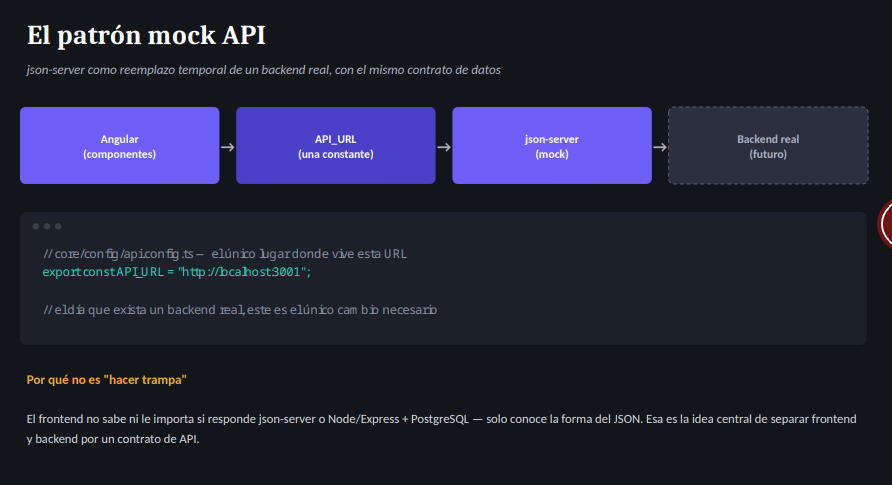 El patrón mock API
json-server como reemplazo temporal de un backend real, con el mismo contrato de datos
Angular
(componentes)
→
API_URL
(una constante)
→
json-server
(mock)
→
Backend real
(futuro)
// core/config/api.config.ts — el único lugar donde vive esta URL
export const API_URL = "http://localhost:3001";
// el día que exista un backend real, este es el único cambio necesario
Por qué no es "hacer trampa"
El frontend no sabe ni le importa si responde json-server o Node/Express + PostgreSQL — solo conoce la forma del JSON. Esa es la idea central de separar frontend
y backend por un contrato de API.